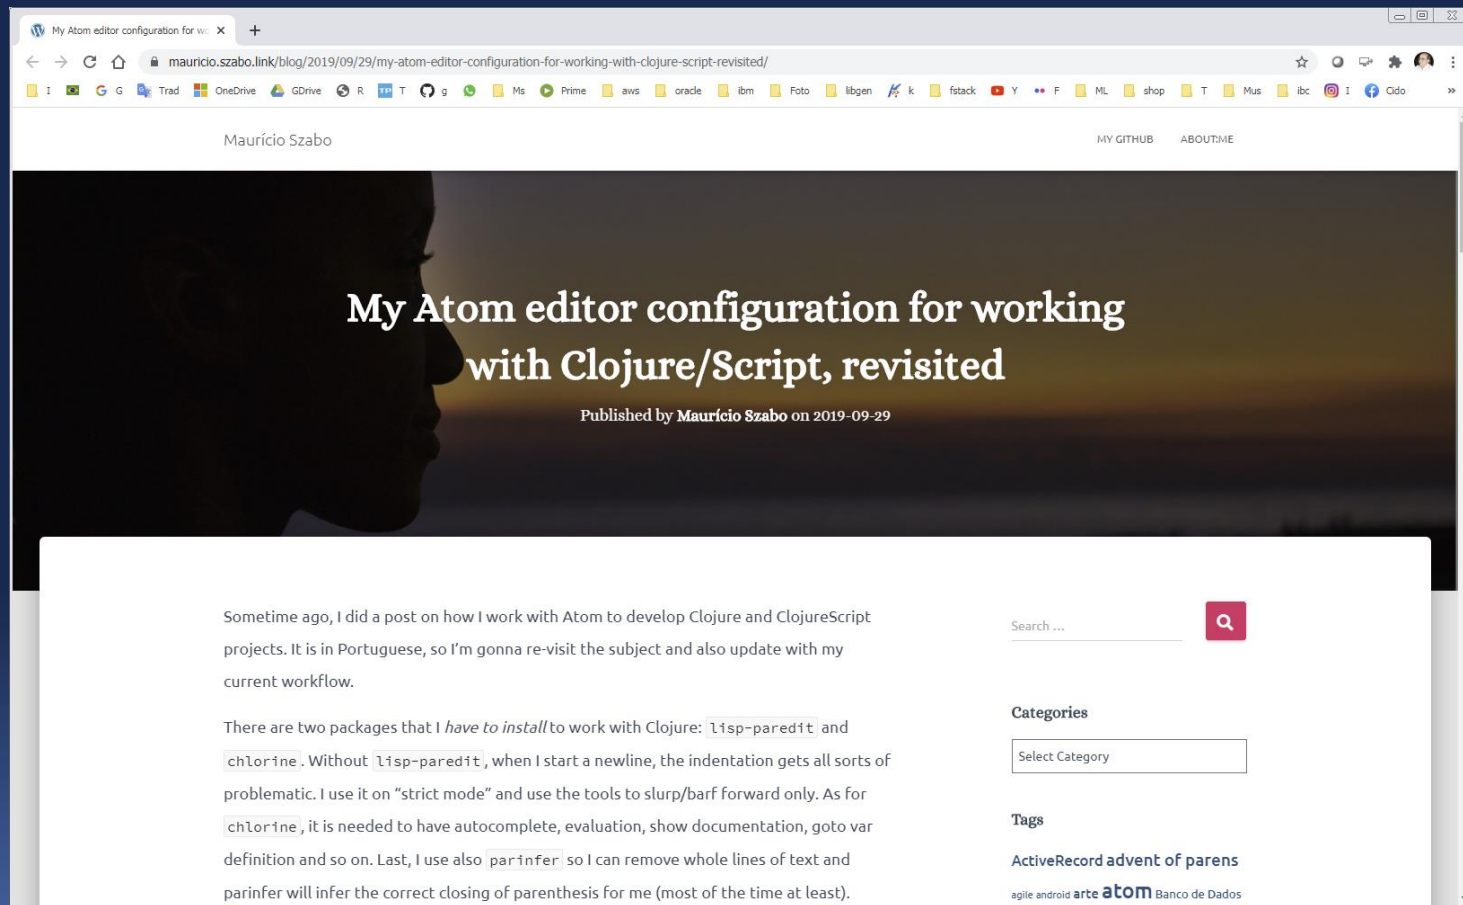 My Atom editor configuration for wo
mauricio.szabo.link/blog/2019/09/29/my-atom-editor-configuration-for-working-with-clojure-script-revisited/
I G G Trad OneDrive GDrive R TP T g Ms Prime aws oracle ibm Foto libgen k fstack Y F ML shop T Mus ibc I Cido »
Maurício Szabo
MY GITHUB ABOUT:ME
My Atom editor configuration for working
with Clojure/Script, revisited
Published by Maurício Szabo on 2019-09-29
Sometime ago, I did a post on how I work with Atom to develop Clojure and ClojureScript
projects. It is in Portuguese, so I'm gonna re-visit the subject and also update with my
current workflow.
There are two packages that I have to install to work with Clojure: lisp-paredit and
chlorine. Without lisp-paredit, when I start a newline, the indentation gets all sorts of
problematic. I use it on “strict mode” and use the tools to slurp/barf forward only. As for
chlorine, it is needed to have autocomplete, evaluation, show documentation, goto var
definition and so on. Last, I use also parinfer so I can remove whole lines of text and
parinfer will infer the correct closing of parenthesis for me (most of the time at least).
Search …
Categories
Select Category
Tags
ActiveRecord advent of parens
agile android arte atom Banco de Dados